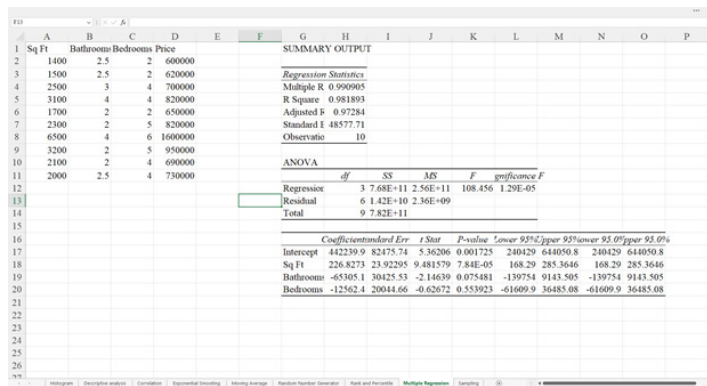 F13
fx
A B C D E F G H I J K L M N O P
1 Sq Ft Bathrooms Bedrooms Price SUMMARY OUTPUT
2 1400 2.5 2 600000
3 1500 2.5 2 620000 Regression Statistics
4 2500 3 4 700000 Multiple R 0.990905
5 3100 4 4 820000 R Square 0.981893
6 1700 2 2 650000 Adjusted R 0.97284
7 2300 2 5 820000 Standard E 48577.71
8 6500 4 6 1600000 Observatio 10
9 3200 2 5 950000
10 2100 2 4 690000 ANOVA
11 2000 2.5 4 730000 df SS MS F gnificance F
12 Regression 3 7.68E+11 2.56E+11 108.456 1.29E-05
13 Residual 6 1.42E+10 2.36E+09
14 Total 9 7.82E+11
15
16 Coefficients andard Err t Stat P-value Lower 95% Upper 95% ower 95.0% pper 95.0%
17 Intercept 442239.9 82475.74 5.36206 0.001725 240429 644050.8 240429 644050.8
18 Sq Ft 226.8273 23.92295 9.481579 7.84E-05 168.29 285.3646 168.29 285.3646
19 Bathrooms -65305.1 30425.53 -2.14639 0.075481 -139754 9143.505 -139754 9143.505
20 Bedrooms -12562.4 20044.66 -0.62672 0.553923 -61609.9 36485.08 -61609.9 36485.08
21
22
23
24
25
26
27
Histogram Descriptive analysis Correlation Exponential Smoothing Moving Average Random Number Generator Rank and Percentile Multiple Regression Sampling